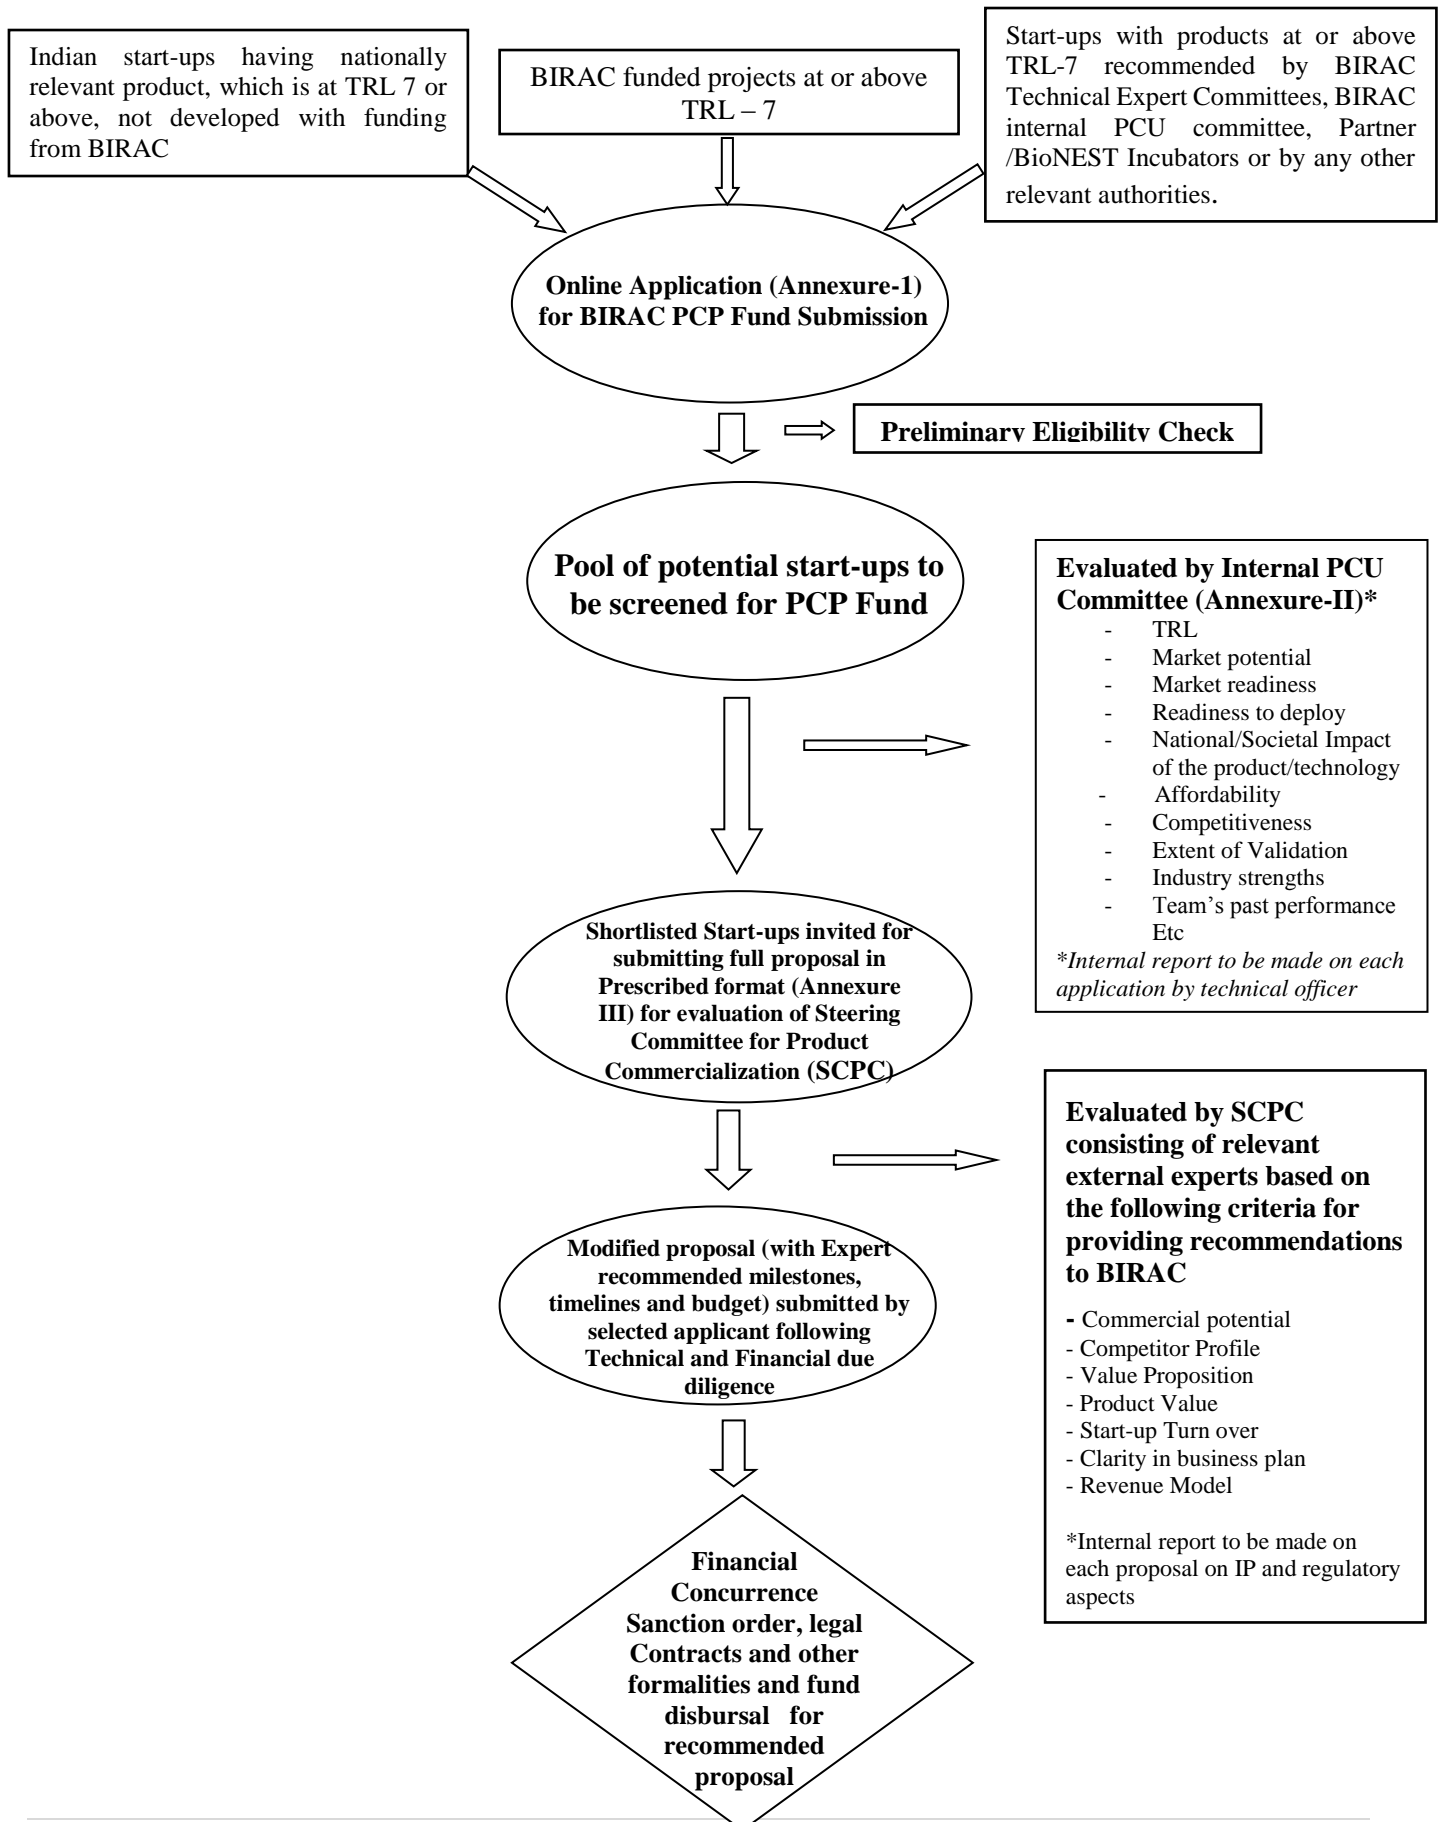 Indian start-ups having nationally
relevant product, which is at TRL 7 or
above, not developed with funding
from BIRAC
BIRAC funded projects at or above
TRL – 7
Start-ups with products at or above
TRL-7 recommended by BIRAC
Technical Expert Committees, BIRAC
internal PCU committee, Partner
/BioNEST Incubators or by any other
relevant authorities.
Online Application (Annexure-1)
for BIRAC PCP Fund Submission
Preliminary Eligibility Check
Pool of potential start-ups to
be screened for PCP Fund
Evaluated by Internal PCU
Committee (Annexure-II)*
- TRL
- Market potential
- Market readiness
- Readiness to deploy
- National/Societal Impact
of the product/technology
- Affordability
- Competitiveness
- Extent of Validation
- Industry strengths
- Team’s past performance
Etc
*Internal report to be made on each
application by technical officer
Shortlisted Start-ups invited for
submitting full proposal in
Prescribed format (Annexure
III) for evaluation of Steering
Committee for Product
Commercialization (SCPC)
Evaluated by SCPC
consisting of relevant
external experts based on
the following criteria for
providing recommendations
to BIRAC
- Commercial potential
- Competitor Profile
- Value Proposition
- Product Value
- Start-up Turn over
- Clarity in business plan
- Revenue Model
*Internal report to be made on
each proposal on IP and regulatory
aspects
Modified proposal (with Expert
recommended milestones,
timelines and budget) submitted by
selected applicant following
Technical and Financial due
diligence
Financial
Concurrence
Sanction order, legal
Contracts and other
formalities and fund
disbursal for
recommended
proposal